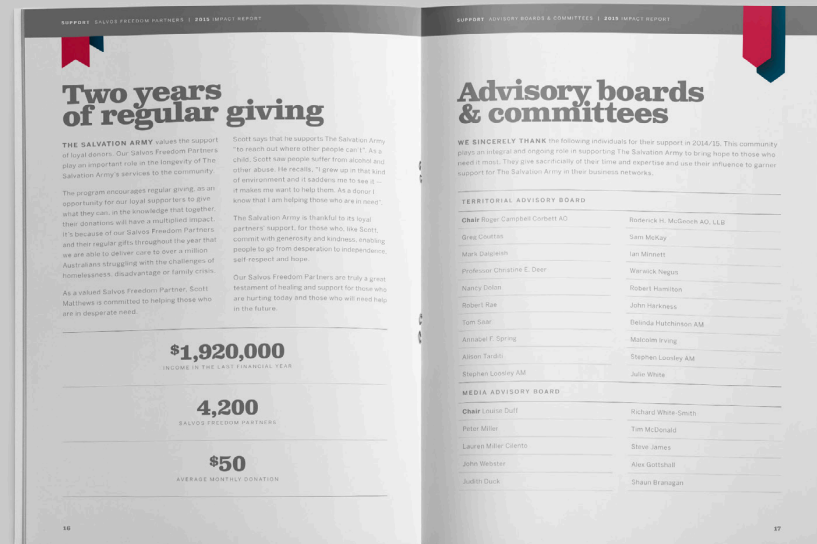 SUPPORT SALVOS FREEDOM PARTNERS | 2015 IMPACT REPORT
Two years
of regular giving
THE SALVATION ARMY values the support
of loyal donors. Our Salvos Freedom Partners
play an important role in the longevity of The
Salvation Army's services to the community.
The program encourages regular giving, as an
opportunity for our loyal supporters to give
what they can, in the knowledge that together,
their donations will have a multiplied impact.
It's because of our Salvos Freedom Partners
and their regular gifts throughout the year that
we are able to deliver care to over a million
Australians struggling with the challenges of
homelessness, disadvantage or family crisis.
As a valued Salvos Freedom Partner, Scott
Matthews is committed to helping those who
are in desperate need.
Scott says that he supports The Salvation Army
"to reach out where other people can't". As a
child, Scott saw people suffer from alcohol and
other abuse. He recalls, "I grew up in that kind
of environment and it saddens me to see it —
it makes me want to help them. As a donor I
know that I am helping those who are in need".
The Salvation Army is thankful to its loyal
partners' support, for those who, like Scott,
commit with generosity and kindness, enabling
people to go from desperation to independence,
self-respect and hope.
Our Salvos Freedom Partners are truly a great
testament of healing and support for those who
are hurting today and those who will need help
in the future.
$1,920,000
INCOME IN THE LAST FINANCIAL YEAR
4,200
SALVOS FREEDOM PARTNERS
$50
AVERAGE MONTHLY DONATION
16
SUPPORT ADVISORY BOARDS & COMMITTEES | 2015 IMPACT REPORT
Advisory boards
& committees
WE SINCERELY THANK the following individuals for their support in 2014/15. This community
plays an integral and ongoing role in supporting The Salvation Army to bring hope to those who
need it most. They give sacrificially of their time and expertise and use their influence to garner
support for The Salvation Army in their business networks.
TERRITORIAL ADVISORY BOARD
Chair Roger Campbell Corbett AO
Greg Couttas
Mark Dalgleish
Professor Christine E. Deer
Nancy Dolan
Robert Rae
Tom Soar
Annabel F. Spring
Alison Tarditi
Stephen Loosley AM
Roderick H. McGeoch AO, LLB
Sam McKay
Ian Minnett
Warwick Negus
Robert Hamilton
John Harkness
Belinda Hutchinson AM
Malcolm Irving
Stephen Loosley AM
Julie White
MEDIA ADVISORY BOARD
Chair Louise Duff
Peter Miller
Lauren Miller Cilento
John Webster
Judith Duck
Richard White-Smith
Tim McDonald
Steve James
Alex Gottshall
Shaun Branagan
17